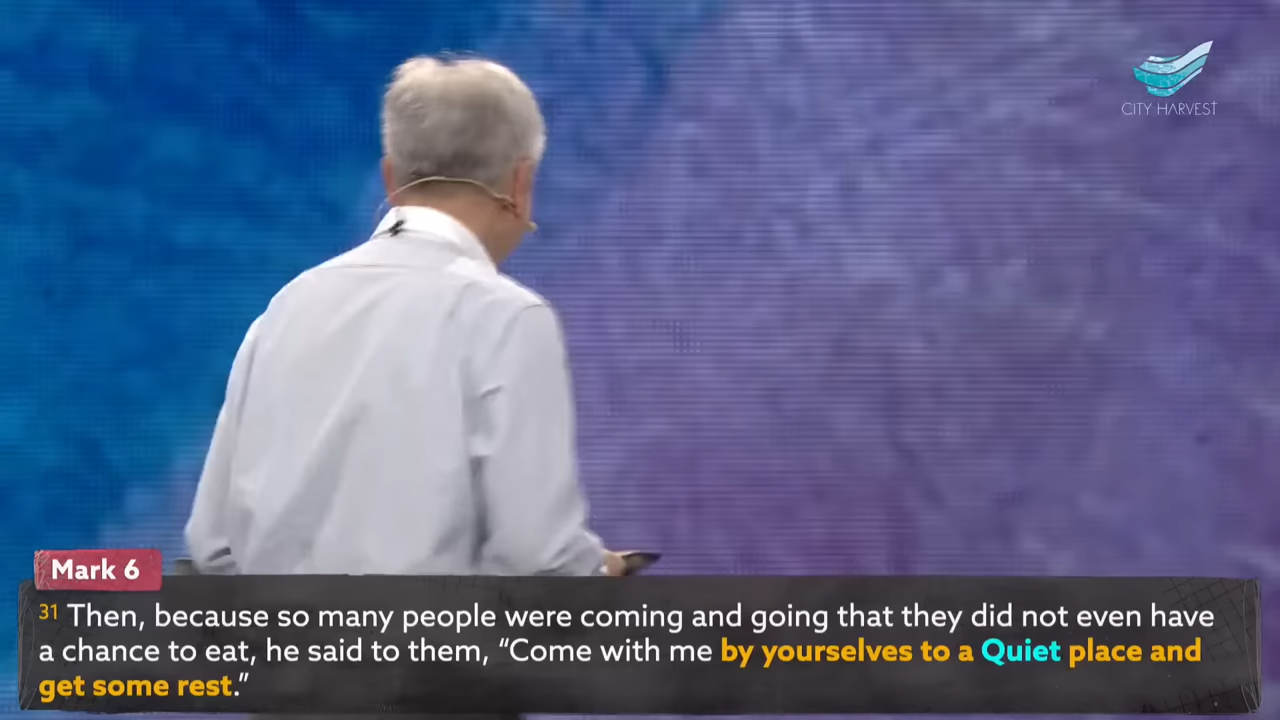 CITY HARVEST
Mark 6
31 Then, because so many people were coming and going that they did not even have
a chance to eat, he said to them, “Come with me by yourselves to a Quiet place and
get some rest.”